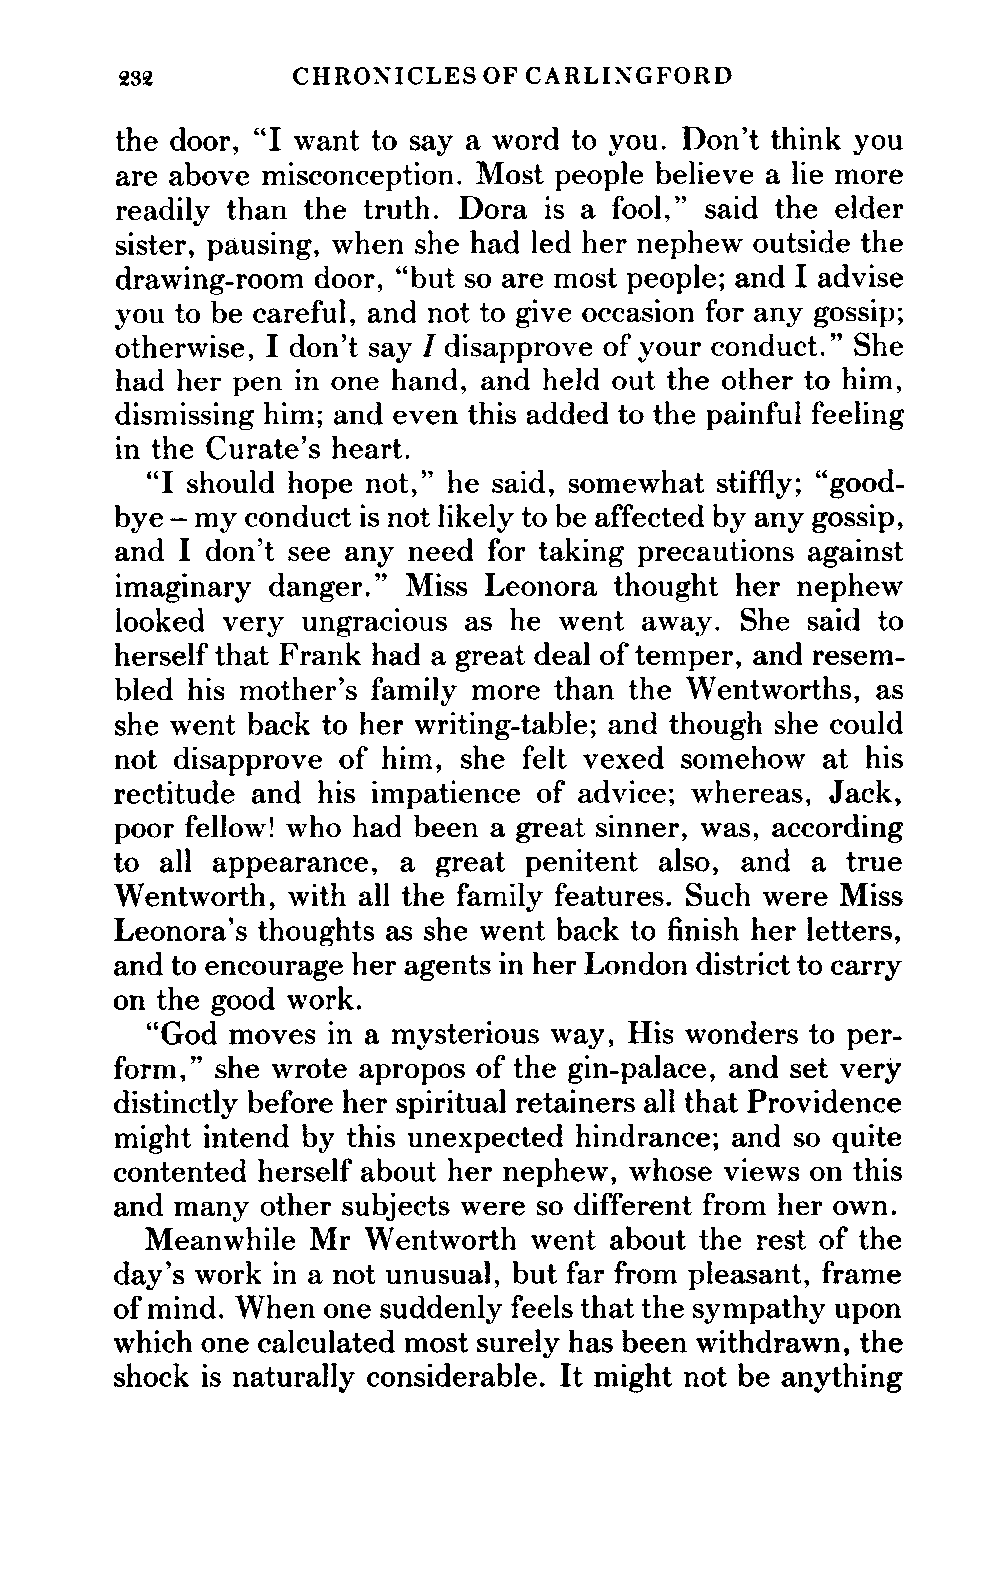 232 CHRONICLES OF CARLINGFORD
the door, “I want to say a word to you. Don’t think you
are above misconception. Most people believe a lie more
readily than the truth. Dora is a fool,” said the elder
sister, pausing, when she had led her nephew outside the
drawing-room door, “but so are most people; and I advise
you to be careful, and not to give occasion for any gossip;
otherwise, I don’t say I disapprove of your conduct.” She
had her pen in one hand, and held out the other to him,
dismissing him; and even this added to the painful feeling
in the Curate’s heart.
“I should hope not,” he said, somewhat stiffly; “good-
bye – my conduct is not likely to be affected by any gossip,
and I don’t see any need for taking precautions against
imaginary danger.” Miss Leonora thought her nephew
looked very ungracious as he went away. She said to
herself that Frank had a great deal of temper, and resem-
bled his mother’s family more than the Wentworths, as
she went back to her writing-table; and though she could
not disapprove of him, she felt vexed somehow at his
rectitude and his impatience of advice; whereas, Jack,
poor fellow! who had been a great sinner, was, according
to all appearance, a great penitent also, and a true
Wentworth, with all the family features. Such were Miss
Leonora’s thoughts as she went back to finish her letters,
and to encourage her agents in her London district to carry
on the good work.
“God moves in a mysterious way, His wonders to per-
form,” she wrote apropos of the gin-palace, and set very
distinctly before her spiritual retainers all that Providence
might intend by this unexpected hindrance; and so quite
contented herself about her nephew, whose views on this
and many other subjects were so different from her own.
Meanwhile Mr Wentworth went about the rest of the
day’s work in a not unusual, but far from pleasant, frame
of mind. When one suddenly feels that the sympathy upon
which one calculated most surely has been withdrawn, the
shock is naturally considerable. It might not be anything